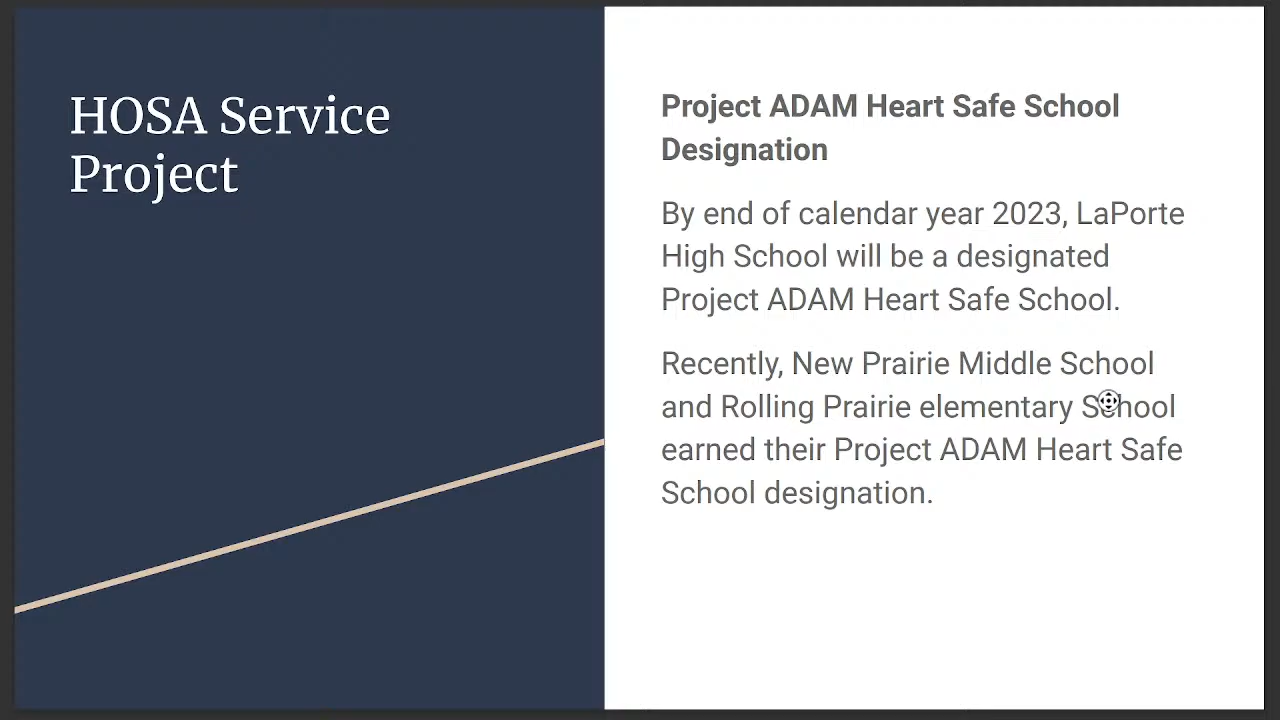 HOSA Service
Project
Project ADAM Heart Safe School
Designation
By end of calendar year 2023, LaPorte
High School will be a designated
Project ADAM Heart Safe School.
Recently, New Prairie Middle School
and Rolling Prairie elementary School
earned their Project ADAM Heart Safe
School designation.